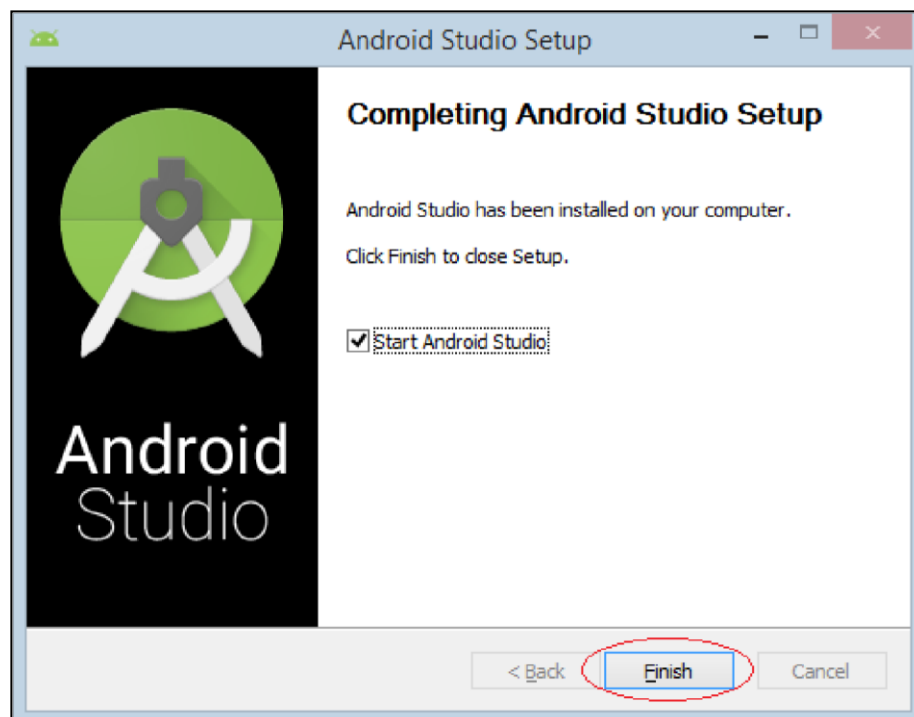 Android Studio Setup
Completing Android Studio Setup
Android Studio has been installed on your computer.
Click Finish to close Setup.
Start Android Studio
Android
Studio
< Back
Finish
Cancel